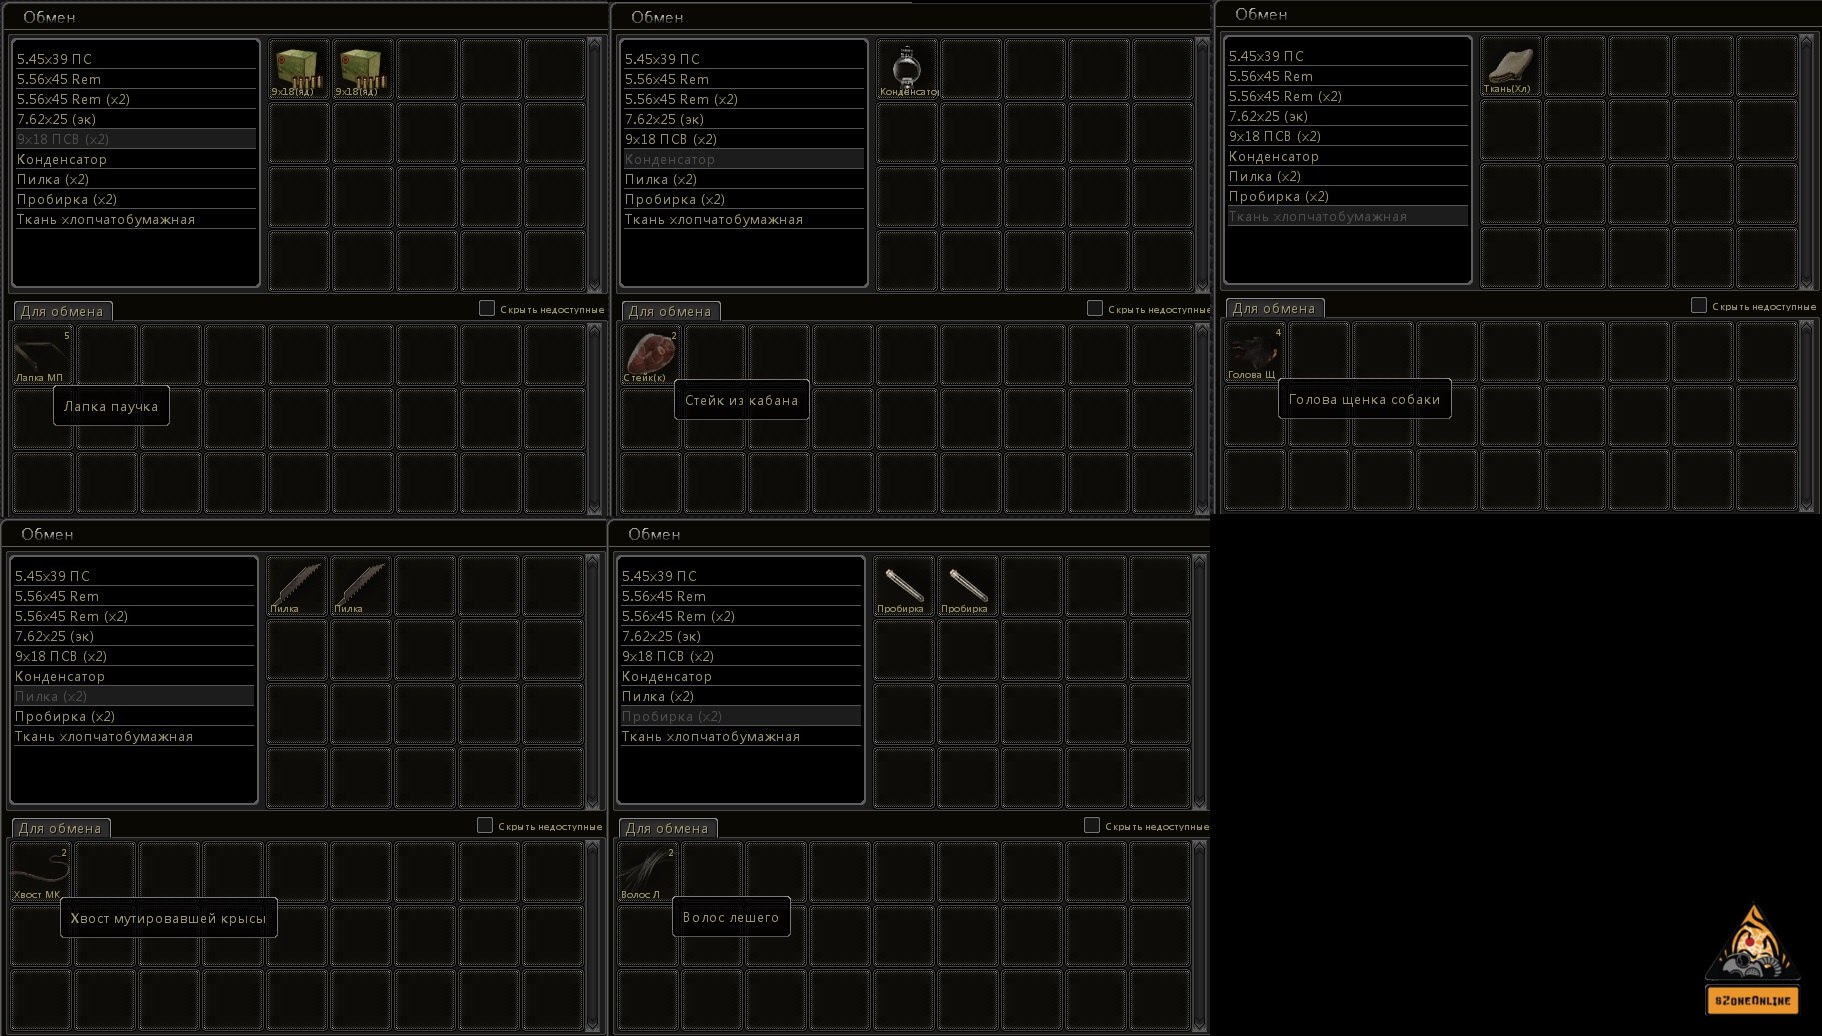 Обмен
5.45x39 ПС
5.56x45 Rem
5.56x45 Rem (x2)
7.62x25 (эк)
9x18 ПСВ (x2)
Конденсатор
Пилка (x2)
Пробирка (x2)
Ткань хлопчатобумажная
9x18(яд)
9x18(яд)
Для обмена
Скрыть недоступные
5
Лапка МП
Лапка паучка
Обмен
5.45x39 ПС
5.56x45 Rem
5.56x45 Rem (x2)
7.62x25 (эк)
9x18 ПСВ (x2)
Конденсатор
Пилка (x2)
Пробирка (x2)
Ткань хлопчатобумажная
Конденсатор
Для обмена
Скрыть недоступные
2
Стейк(к)
Стейк из кабана
Обмен
5.45x39 ПС
5.56x45 Rem
5.56x45 Rem (x2)
7.62x25 (эк)
9x18 ПСВ (x2)
Конденсатор
Пилка (x2)
Пробирка (x2)
Ткань хлопчатобумажная
Ткань(Хл)
Для обмена
Скрыть недоступные
4
Голова Щ
Голова щенка собаки
Обмен
5.45x39 ПС
5.56x45 Rem
5.56x45 Rem (x2)
7.62x25 (эк)
9x18 ПСВ (x2)
Конденсатор
Пилка (x2)
Пробирка (x2)
Ткань хлопчатобумажная
Пилка
Пилка
Для обмена
Скрыть недоступные
2
Хвост МК
Хвост мутировавшей крысы
Обмен
5.45x39 ПС
5.56x45 Rem
5.56x45 Rem (x2)
7.62x25 (эк)
9x18 ПСВ (x2)
Конденсатор
Пилка (x2)
Пробирка (x2)
Ткань хлопчатобумажная
Пробирка
Пробирка
Для обмена
Скрыть недоступные
2
Волос Л
Волос лешего
sZoneOnline